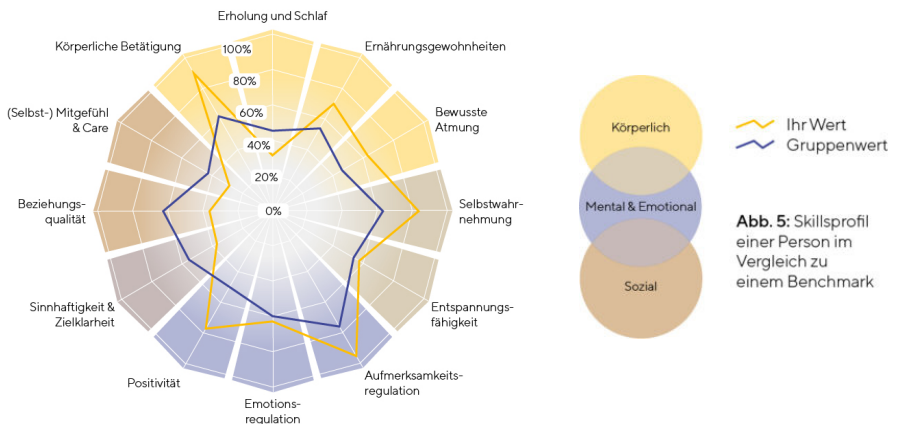 Erholung und Schlaf
Körperliche Betätigung
Ernährungsgewohnheiten
(Selbst-) Mitgefühl
& Care
Bewusste
Atmung
Beziehungs-
qualität
Selbstwahr-
nehmung
Sinnhaftigkeit &
Zielklarheit
Entspannungs-
fähigkeit
Positivität
Emotions-
regulation
Aufmerksamkeits-
regulation
100%
80%
60%
40%
20%
0%
Körperlich
Mental & Emotional
Sozial
Ihr Wert
Gruppenwert
Abb. 5: Skillsprofil
einer Person im
Vergleich zu
einem Benchmark